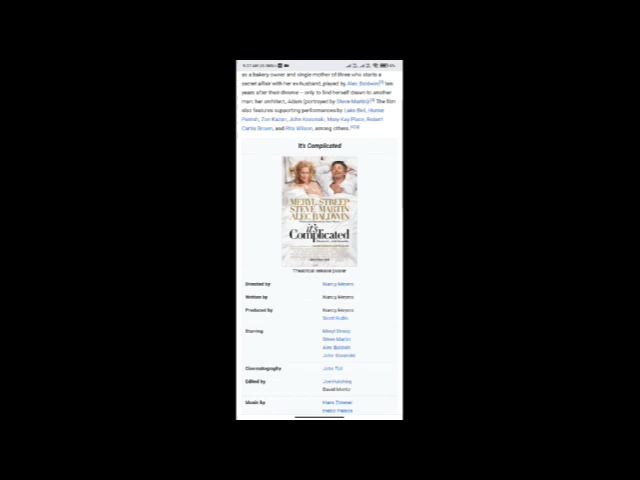 as a bakery owner and single mother of three who starts a
secret affair with her ex-husband, played by Alec Baldwin ten
years after their divorce – only to find herself drawn to another
man; her architect, Adam (portrayed by Steve Martin) The film
also features supporting performances by Lake Bell, Hunter
Parrish, Zoe Kazan, John Krasinski, Mary Kay Place, Robert
Curtis Brown, and Rita Wilson, among others.
It's Complicated
MERYL STREEP
STEVE MARTIN
ALEC BALDWIN
it's
Complicated
Theatrical release poster
Directed by Nancy Meyers
Written by Nancy Meyers
Produced by Nancy Meyers
Scott Rudin
Starring Meryl Streep
Steve Martin
Alec Baldwin
John Krasinski
Cinematography John Toll
Edited by Joe Hutshing
David Moritz
Music by Hans Zimmer